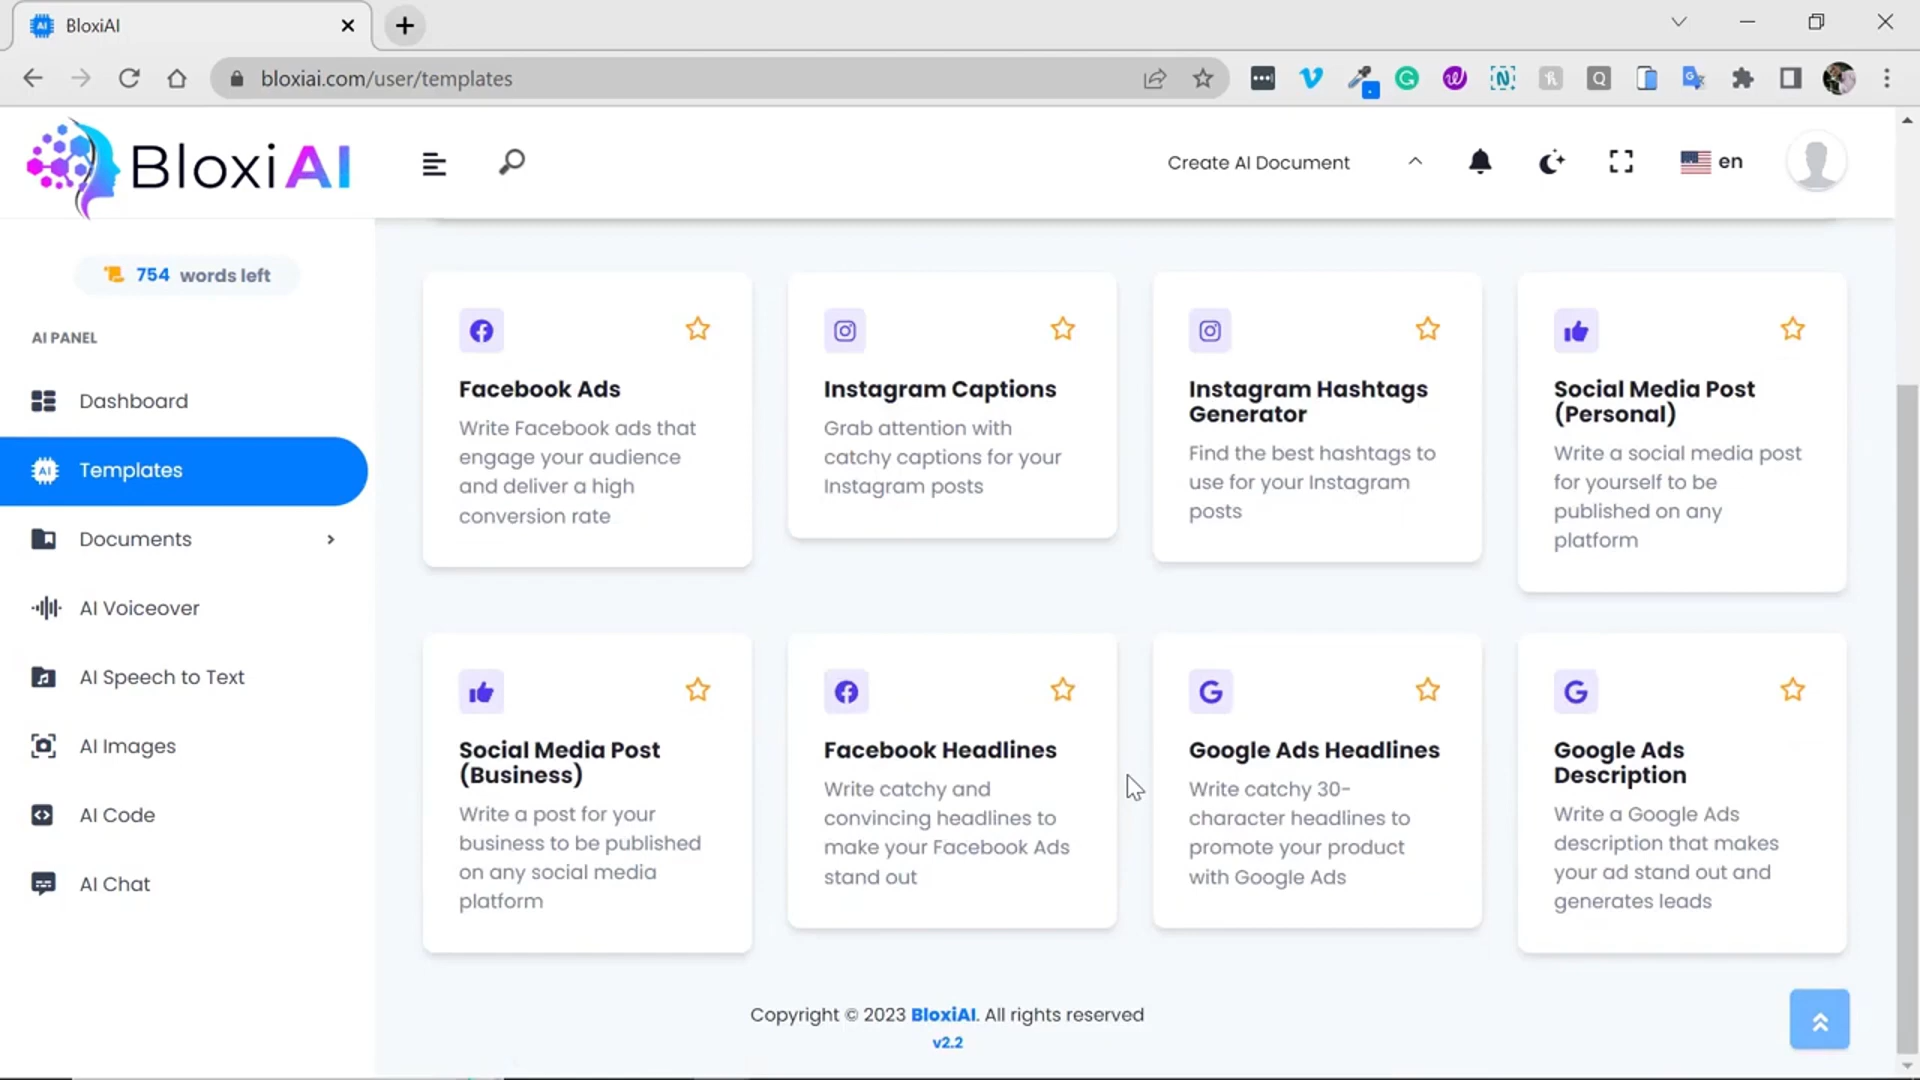 BloxiAI
bloxiai.com/user/templates
BloxiAI
Create AI Document
en
754 words left
AI PANEL
Dashboard
Templates
Documents
AI Voiceover
AI Speech to Text
AI Images
AI Code
AI Chat
Facebook Ads
Write Facebook ads that
engage your audience
and deliver a high
conversion rate
Instagram Captions
Grab attention with
catchy captions for your
Instagram posts
Instagram Hashtags
Generator
Find the best hashtags to
use for your Instagram
posts
Social Media Post
(Personal)
Write a social media post
for yourself to be
published on any
platform
Social Media Post
(Business)
Write a post for your
business to be published
on any social media
platform
Facebook Headlines
Write catchy and
convincing headlines to
make your Facebook Ads
stand out
Google Ads Headlines
Write catchy 30-
character headlines to
promote your product
with Google Ads
Google Ads
Description
Write a Google Ads
description that makes
your ad stand out and
generates leads
Copyright © 2023 BloxiAI. All rights reserved
v2.2